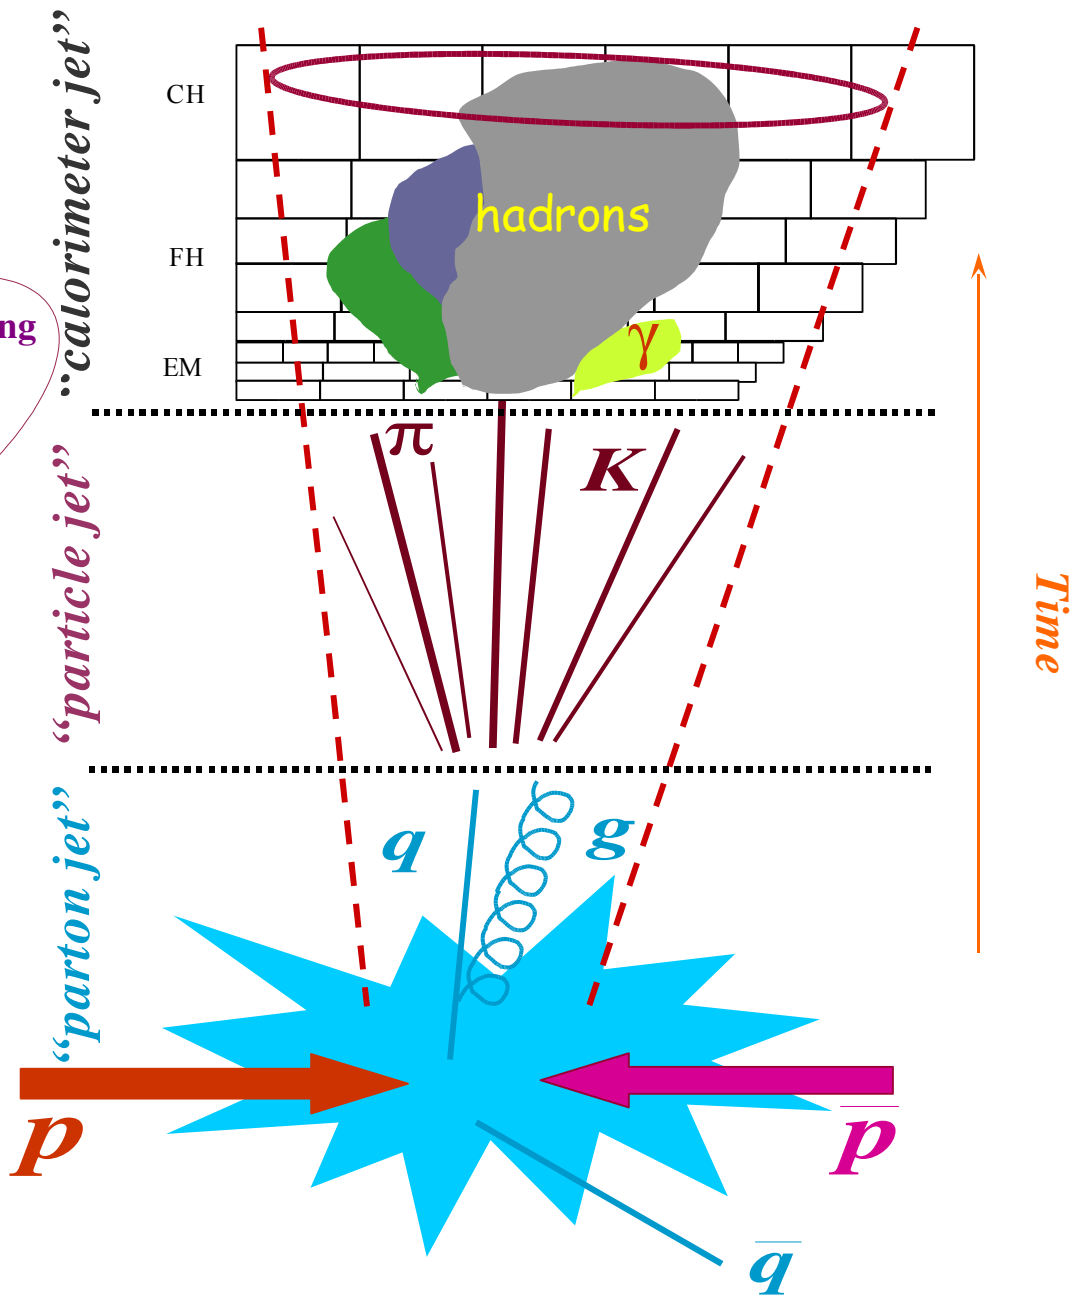 “calorimeter jet”
CH
FH
EM
hadrons
γ
ng
“particle jet”
π
K
Time
“parton jet”
q
g
p
p̅
q̅